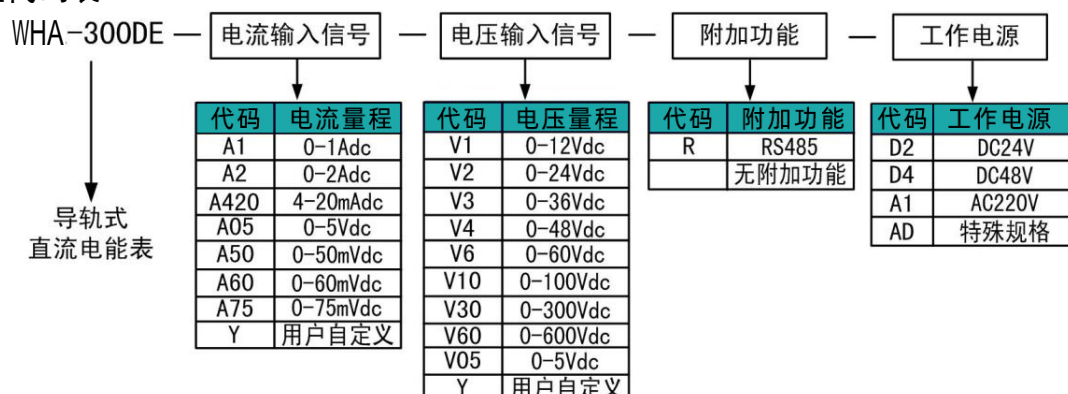 WHA-300DE — 电流输入信号 — 电压输入信号 — 附加功能 — 工作电源
导轨式
直流电能表
代码 电流量程
A1 0-1Adc
A2 0-2Adc
A420 4-20mAdc
A05 0-5Vdc
A50 0-50mVdc
A60 0-60mVdc
A75 0-75mVdc
Y 用户自定义
代码 电压量程
V1 0-12Vdc
V2 0-24Vdc
V3 0-36Vdc
V4 0-48Vdc
V6 0-60Vdc
V10 0-100Vdc
V30 0-300Vdc
V60 0-600Vdc
V05 0-5Vdc
Y 用户自定义
代码 附加功能
R RS485
无附加功能
代码 工作电源
D2 DC24V
D4 DC48V
A1 AC220V
AD 特殊规格